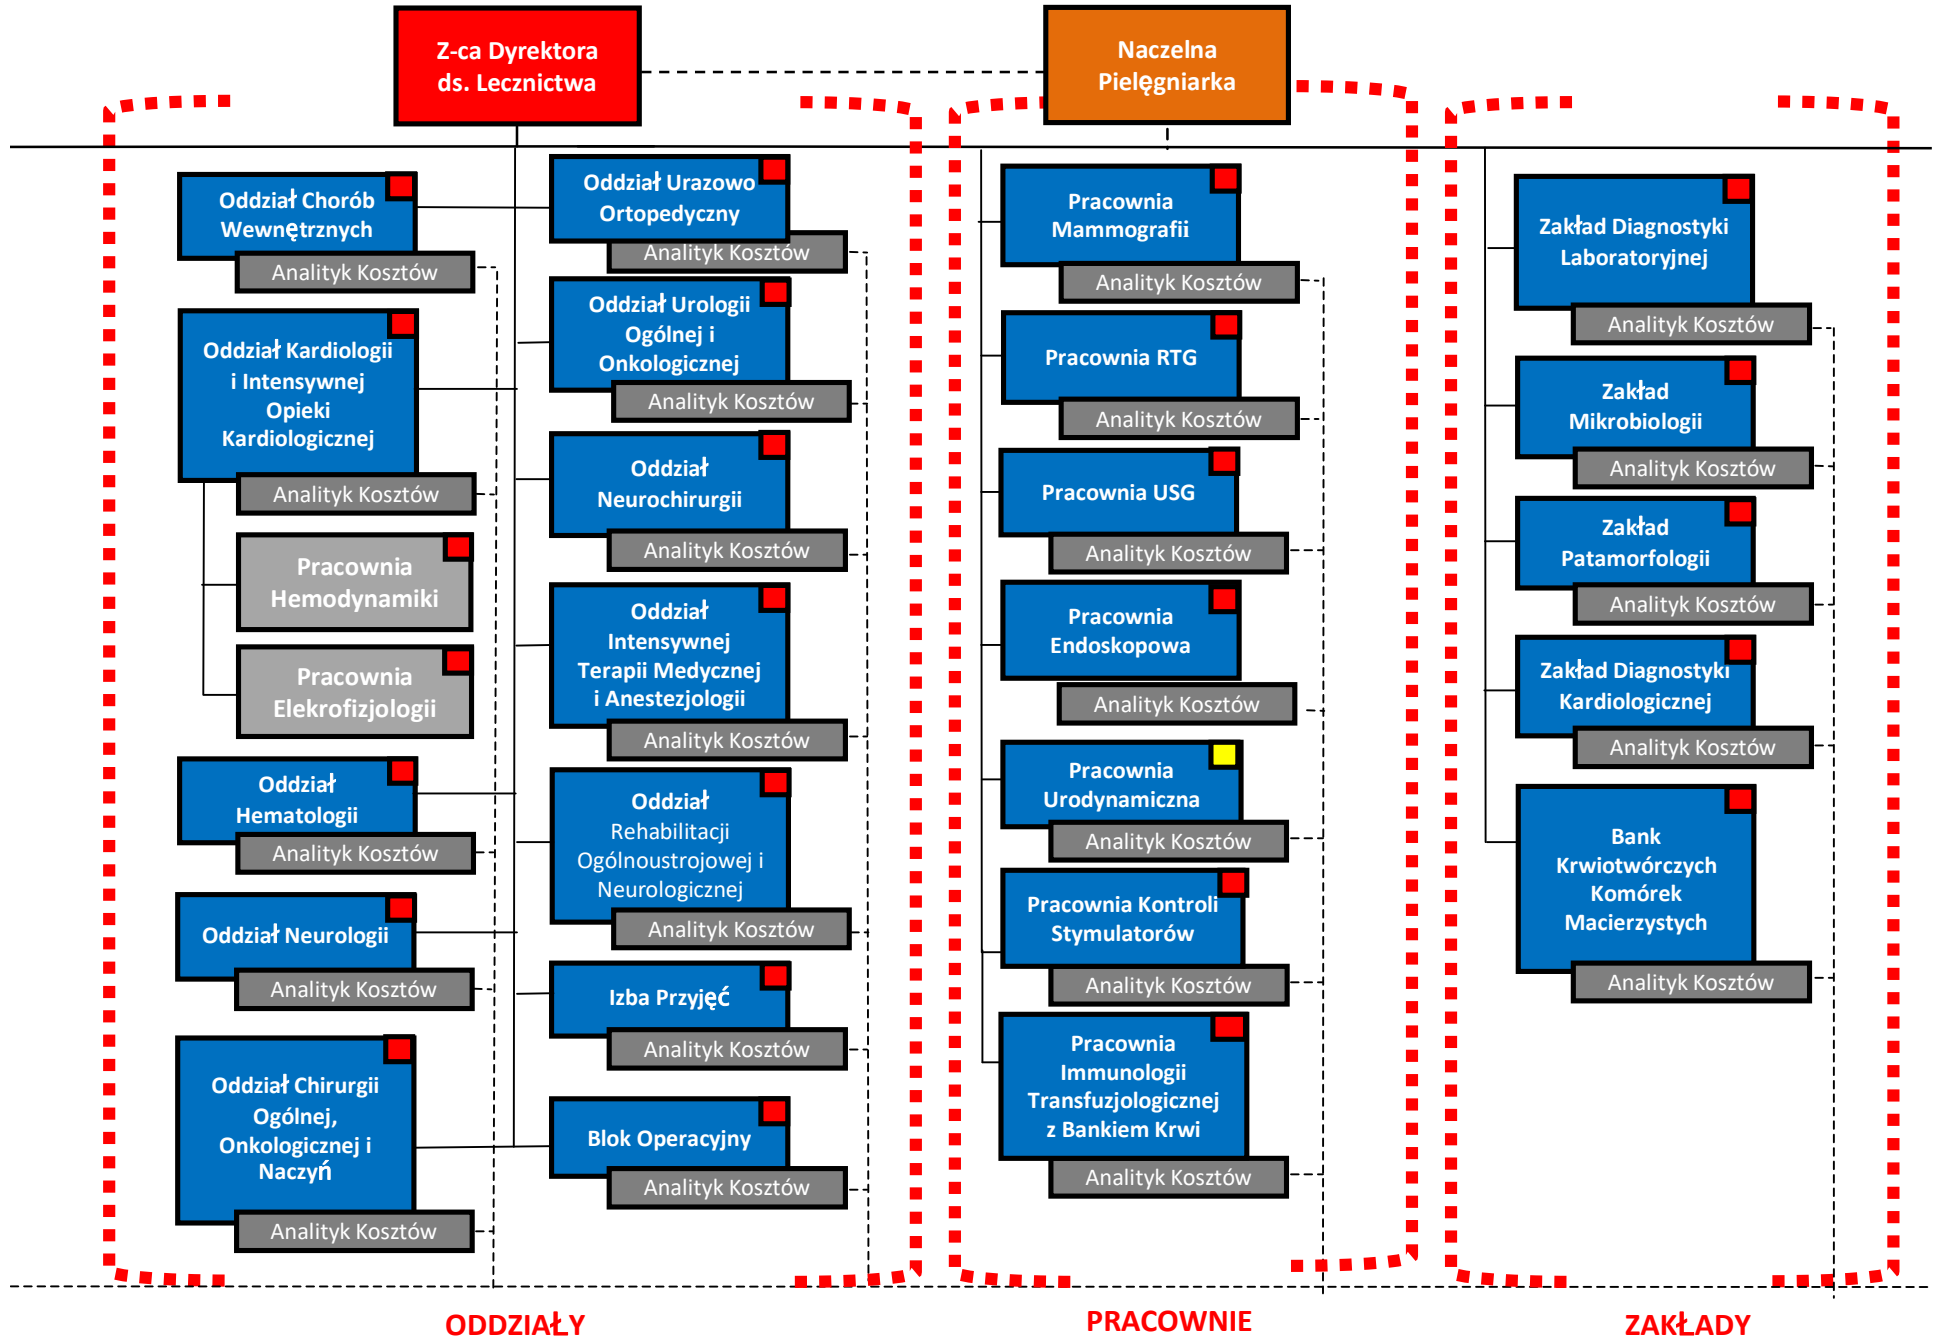 Z-ca Dyrektora
ds. Lecznictwa
Naczelna
Pielęgniarka
Oddział Chorób
Wewnętrznych
Analityk Kosztów
Oddział Kardiologii
i Intensywnej
Opieki
Kardiologicznej
Analityk Kosztów
Pracownia
Hemodynamiki
Pracownia
Elekrofizjologii
Oddział
Hematologii
Analityk Kosztów
Oddział Neurologii
Analityk Kosztów
Oddział Chirurgii
Ogólnej,
Onkologicznej i
Naczyń
Analityk Kosztów
Oddział Urazowo
Ortopedyczny
Analityk Kosztów
Oddział Urologii
Ogólnej i
Onkologicznej
Analityk Kosztów
Oddział
Neurochirurgii
Analityk Kosztów
Oddział
Intensywnej
Terapii Medycznej
i Anestezjologii
Analityk Kosztów
Oddział
Rehabilitacji
Ogólnoustrojowej i
Neurologicznej
Analityk Kosztów
Izba Przyjęć
Analityk Kosztów
Blok Operacyjny
Analityk Kosztów
Pracownia
Mammografii
Analityk Kosztów
Pracownia RTG
Analityk Kosztów
Pracownia USG
Analityk Kosztów
Pracownia
Endoskopowa
Analityk Kosztów
Pracownia
Urodynamiczna
Analityk Kosztów
Pracownia Kontroli
Stymulatorów
Analityk Kosztów
Pracownia
Immunologii
Transfuzjologicznej
z Bankiem Krwi
Analityk Kosztów
Zakład Diagnostyki
Laboratoryjnej
Analityk Kosztów
Zakład
Mikrobiologii
Analityk Kosztów
Zakład
Patamorfologii
Analityk Kosztów
Zakład Diagnostyki
Kardiologicznej
Analityk Kosztów
Bank
Krwiotwórczych
Komórek
Macierzystych
Analityk Kosztów
ODDZIAŁY
PRACOWNIE
ZAKŁADY